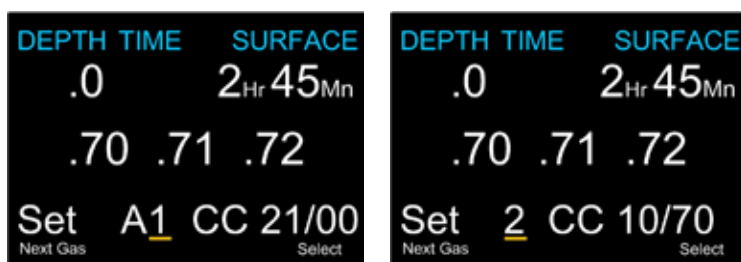 DEPTH TIME SURFACE
.0 2Hr 45Mn
.70 .71 .72
Set A1 CC 21/00
Next Gas Select
DEPTH TIME SURFACE
.0 2Hr 45Mn
.70 .71 .72
Set 2 CC 10/70
Next Gas Select